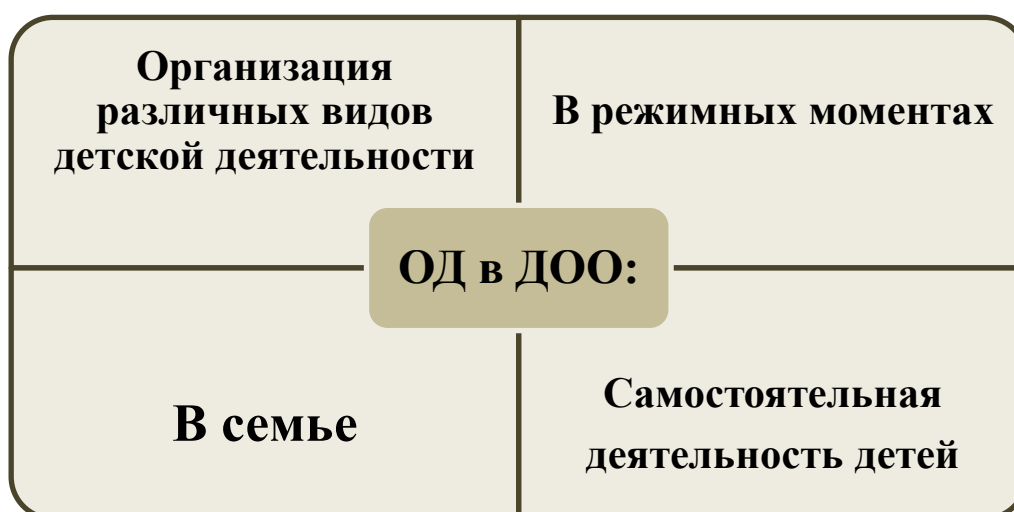 Организация
различных видов
детской деятельности
В режимных моментах
ОД в ДОО:
В семье
Самостоятельная
деятельность детей